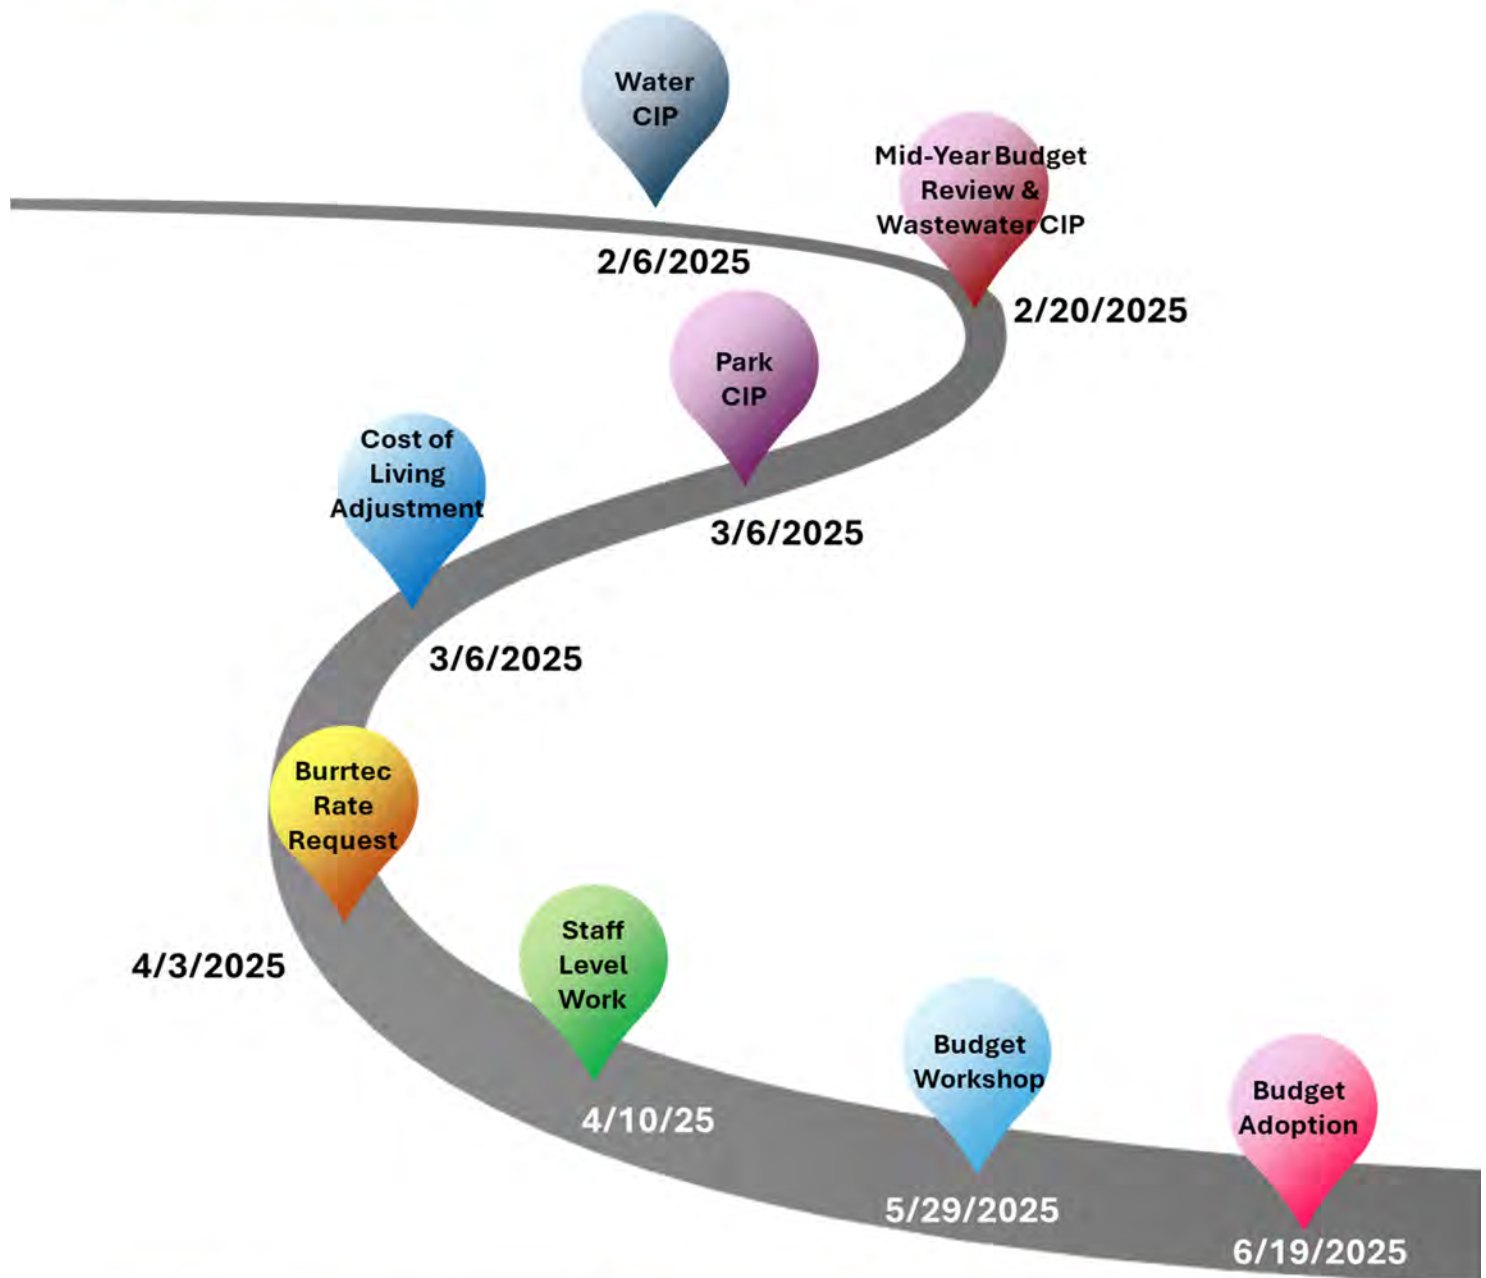 Water
CIP
2/6/2025
Mid-Year Budget
Review &
Wastewater CIP
2/20/2025
Park
CIP
3/6/2025
Cost of
Living
Adjustment
3/6/2025
Burrtec
Rate
Request
4/3/2025
Staff
Level
Work
4/10/25
Budget
Workshop
5/29/2025
Budget
Adoption
6/19/2025